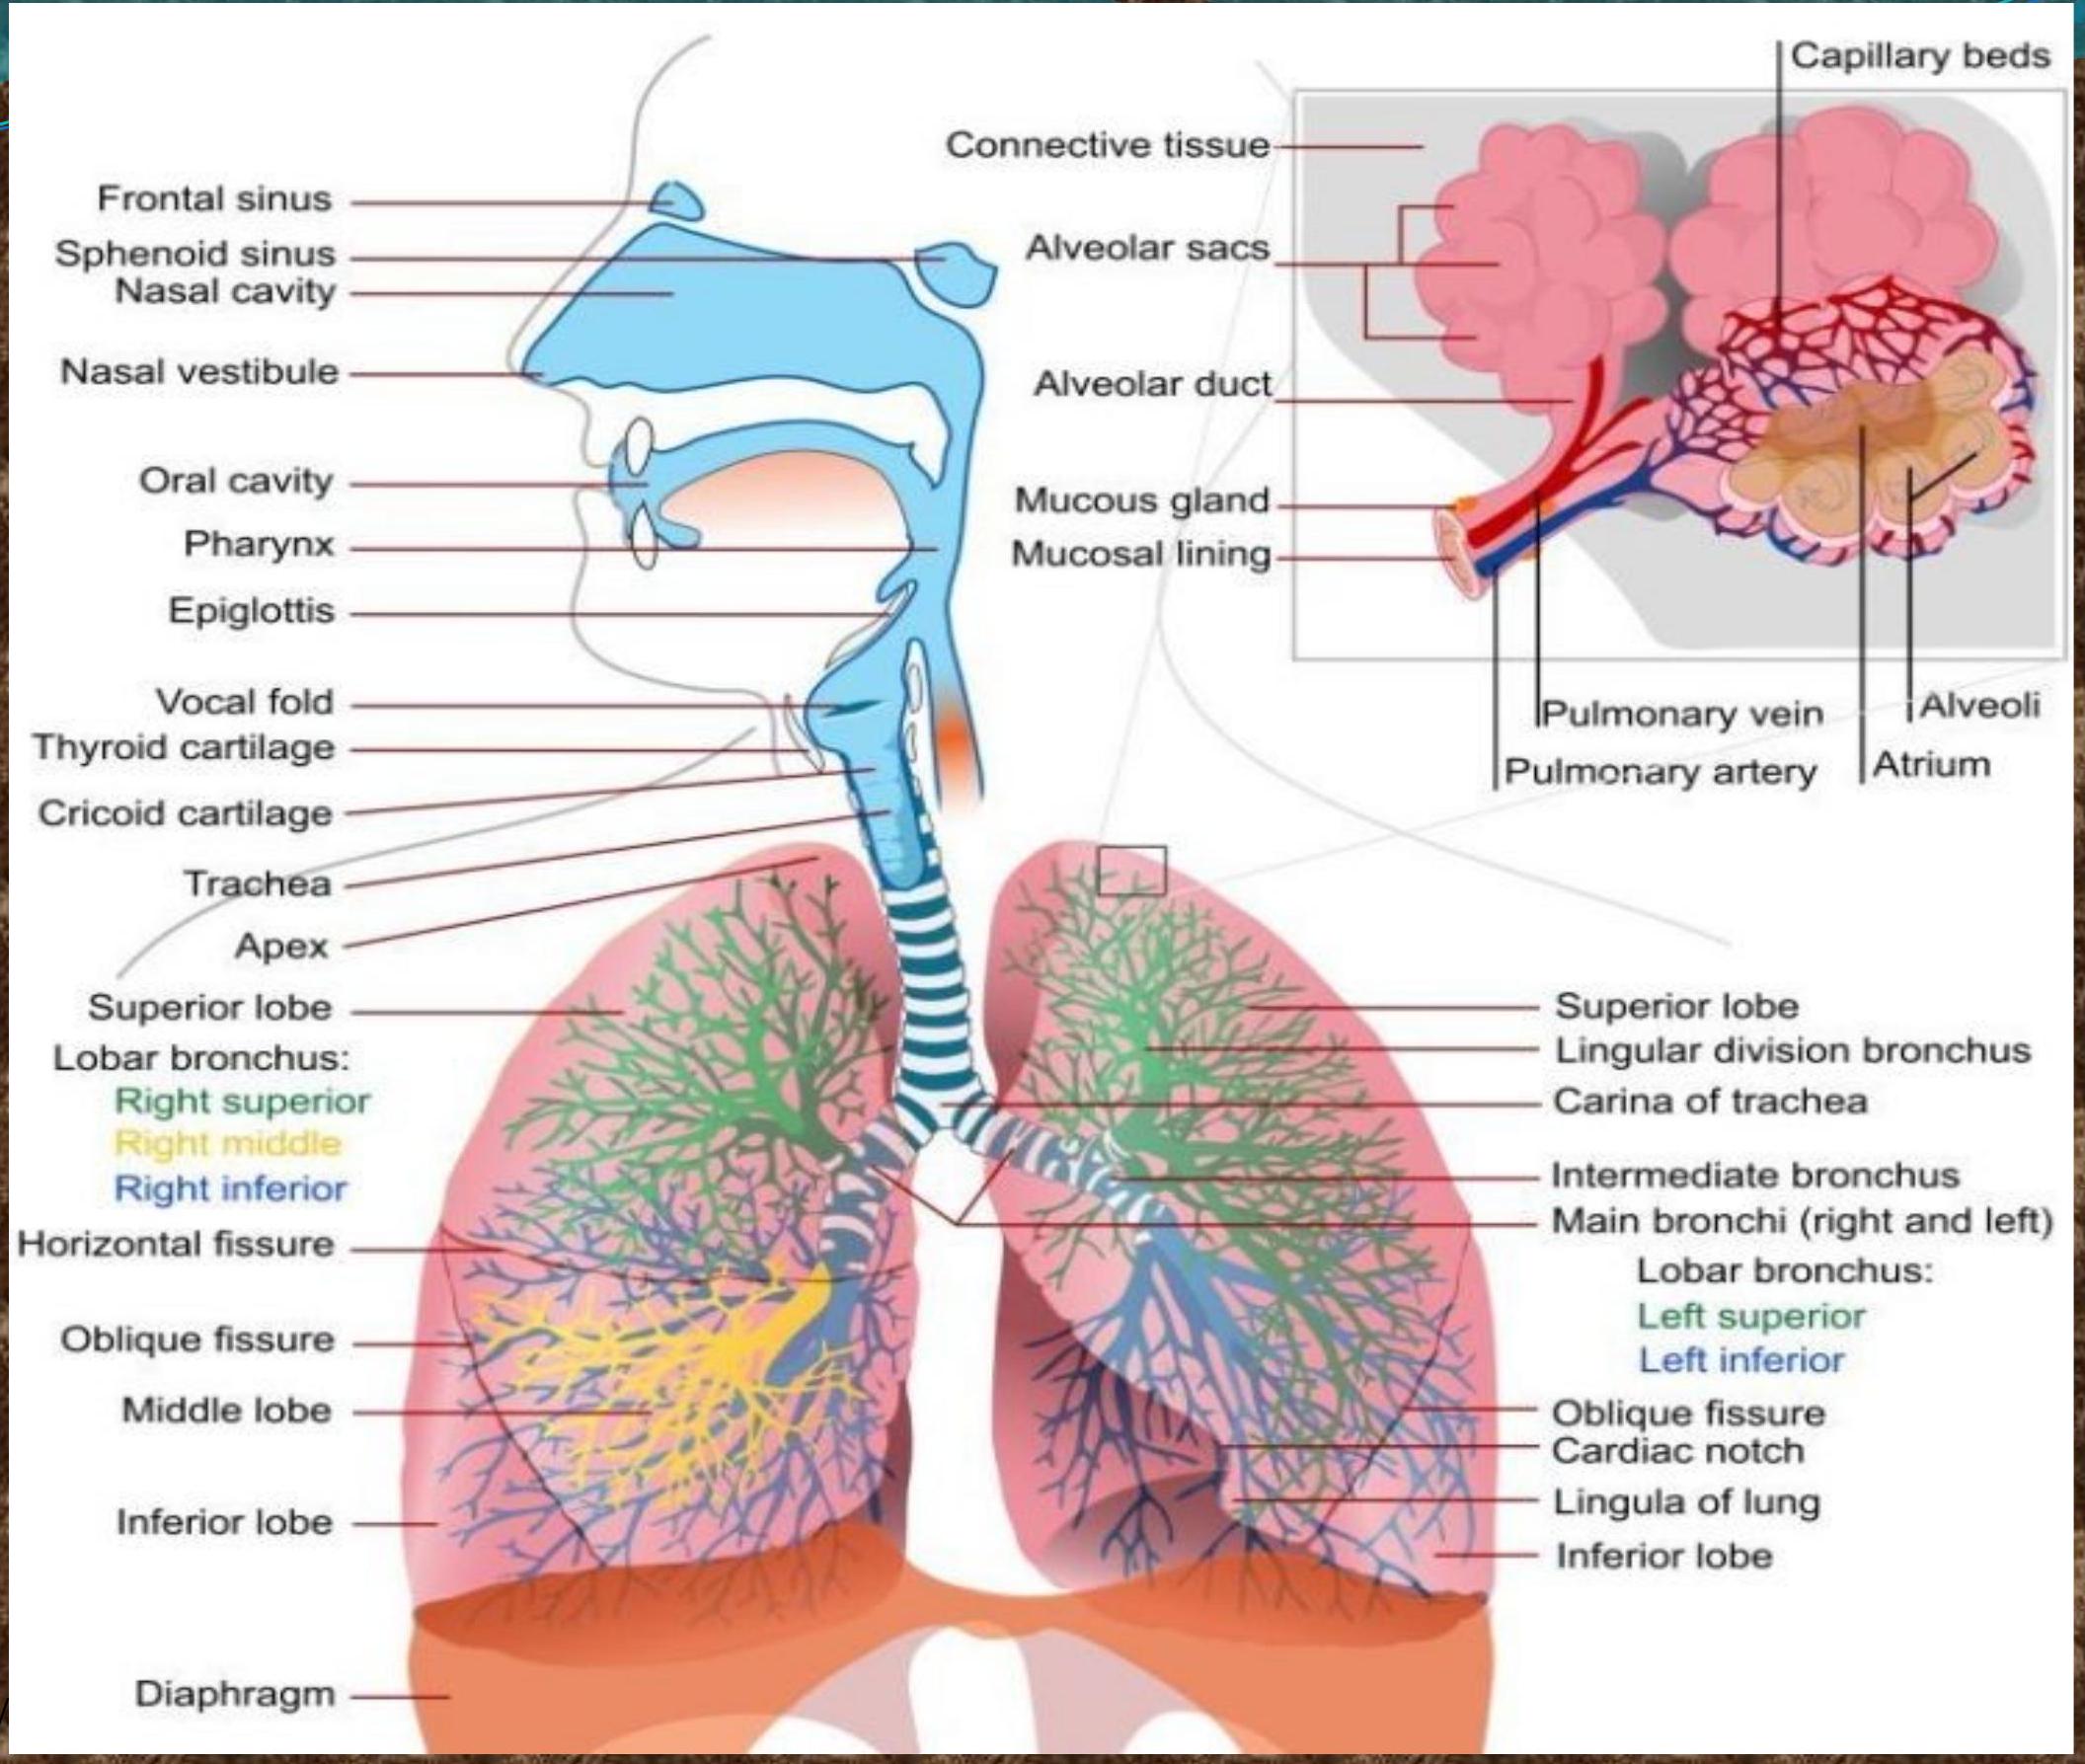 Frontal sinus
Sphenoid sinus
Nasal cavity
Nasal vestibule
Oral cavity
Pharynx
Epiglottis
Vocal fold
Thyroid cartilage
Cricoid cartilage
Trachea
Apex
Superior lobe
Lobar bronchus:
Right superior
Right middle
Right inferior
Horizontal fissure
Oblique fissure
Middle lobe
Inferior lobe
Diaphragm
Capillary beds
Connective tissue
Alveolar sacs
Alveolar duct
Mucous gland
Mucosal lining
Pulmonary vein
Alveoli
Pulmonary artery
Atrium
Superior lobe
Lingular division bronchus
Carina of trachea
Intermediate bronchus
Main bronchi (right and left)
Lobar bronchus:
Left superior
Left inferior
Oblique fissure
Cardiac notch
Lingula of lung
Inferior lobe